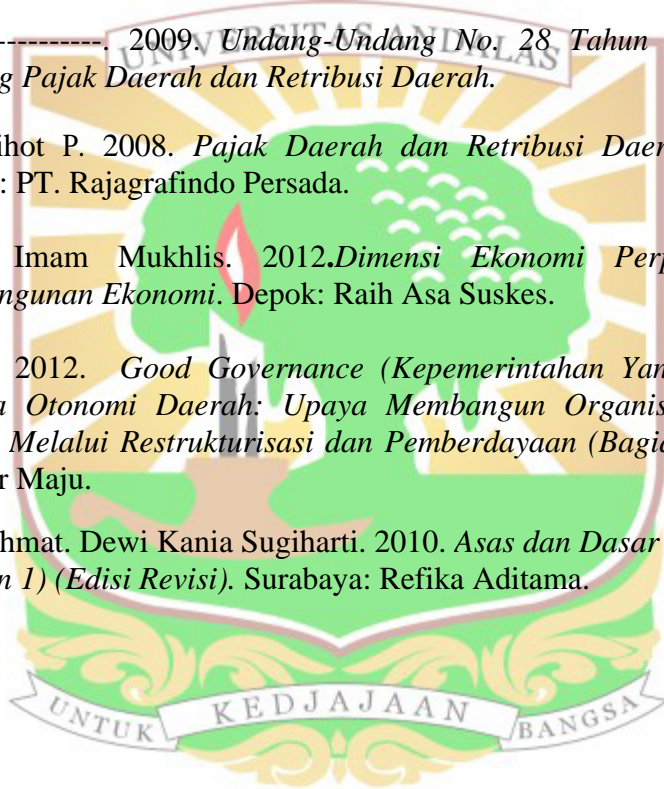 -----------. 2009. Undang-Undang No. 28 Tahun
UNIVERSITAS ANDALAS
g Pajak Daerah dan Retribusi Daerah.
ihot P. 2008. Pajak Daerah dan Retribusi Daer
: PT. Rajagrafindo Persada.
Imam Mukhlis. 2012.Dimensi Ekonomi Perp
ngunan Ekonomi. Depok: Raih Asa Suskes.
2012. Good Governance (Kepemerintahan Yan
a Otonomi Daerah: Upaya Membangun Organis
Melalui Restrukturisasi dan Pemberdayaan (Bagia
r Maju.
hmat. Dewi Kania Sugiharti. 2010. Asas dan Dasar
n 1) (Edisi Revisi). Surabaya: Refika Aditama.
UNTUK KEDJAJAAN BANGSA